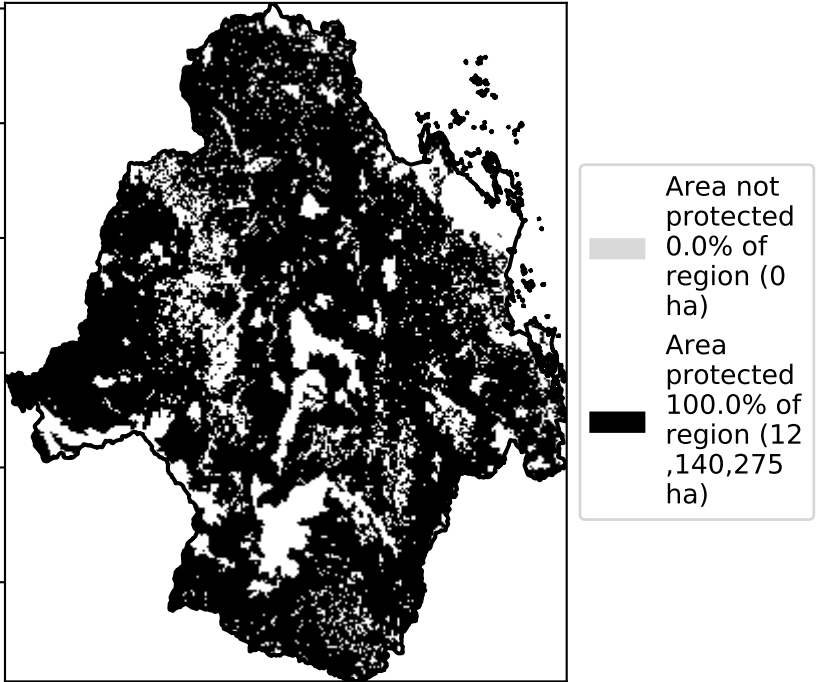 Area not
protected
0.0% of
region (0
ha)
Area
protected
100.0% of
region (12
,140,275
ha)